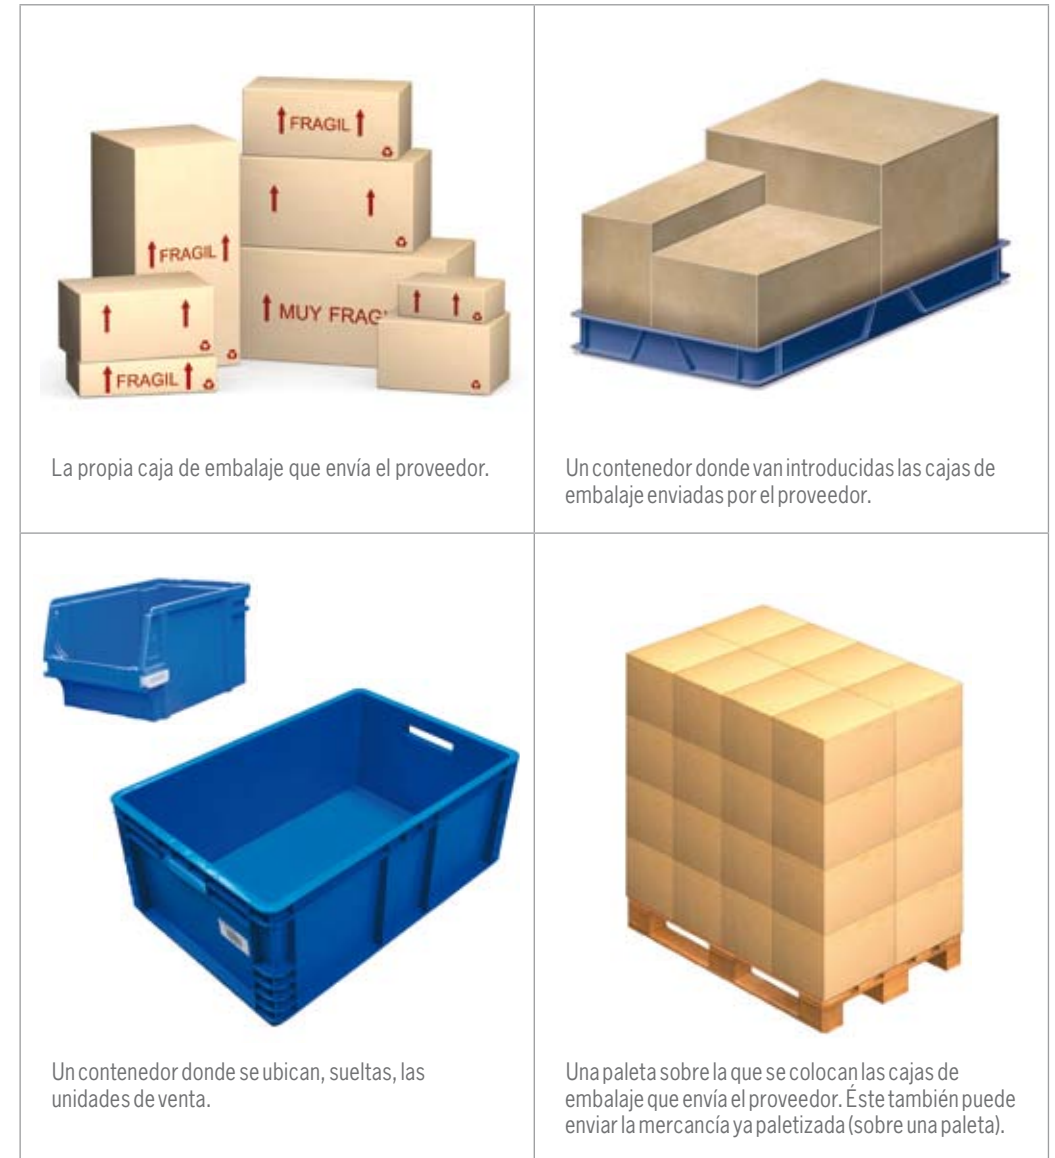 FRAGIL
FRAGIL
MUY FRAG
FRAGIL
La propia caja de embalaje que envía el proveedor.
Un contenedor donde van introducidas las cajas de
embalaje enviadas por el proveedor.
Un contenedor donde se ubican, sueltas, las
unidades de venta.
Una paleta sobre la que se colocan las cajas de
embalaje que envía el proveedor. Éste también puede
enviar la mercancía ya paletizada (sobre una paleta).